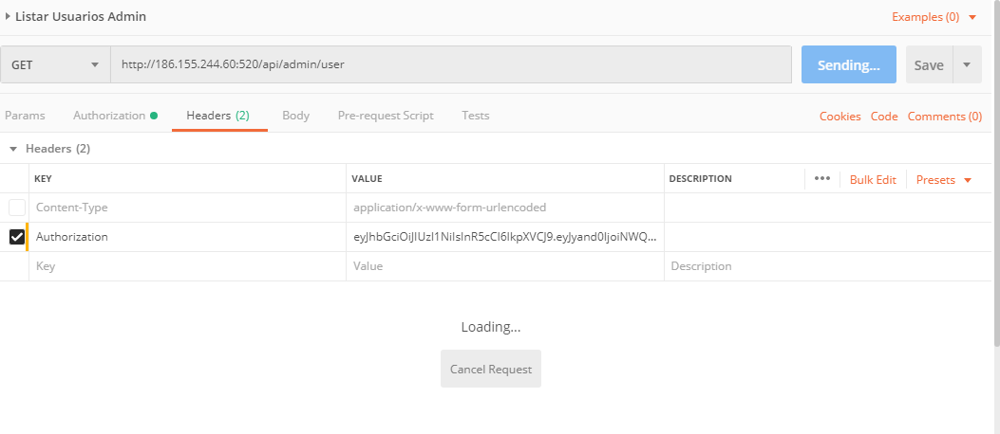 Listar Usuarios Admin
Examples (0)
GET
http://186.155.244.60:520/api/admin/user
Sending...
Save
Params
Authorization
Headers (2)
Body
Pre-request Script
Tests
Cookies
Code
Comments (0)
Headers (2)
KEY
VALUE
DESCRIPTION
•••
Bulk Edit
Presets
Content-Type
application/x-www-form-urlencoded
Authorization
eyJhbGciOiJIUzI1NiIsInR5cCI6IkpXVCJ9.eyJyand0IjoiNWQ...
Key
Value
Description
Loading...
Cancel Request